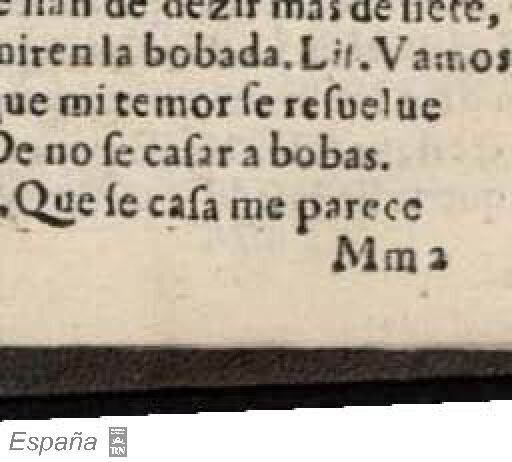 han de dezir mas de siete,
miren la bobada. Lis. Vamos
que mi temor ſe reſuelue
De no ſe caſar a bobas.
. Que ſe caſa me parece
Mm 2
España